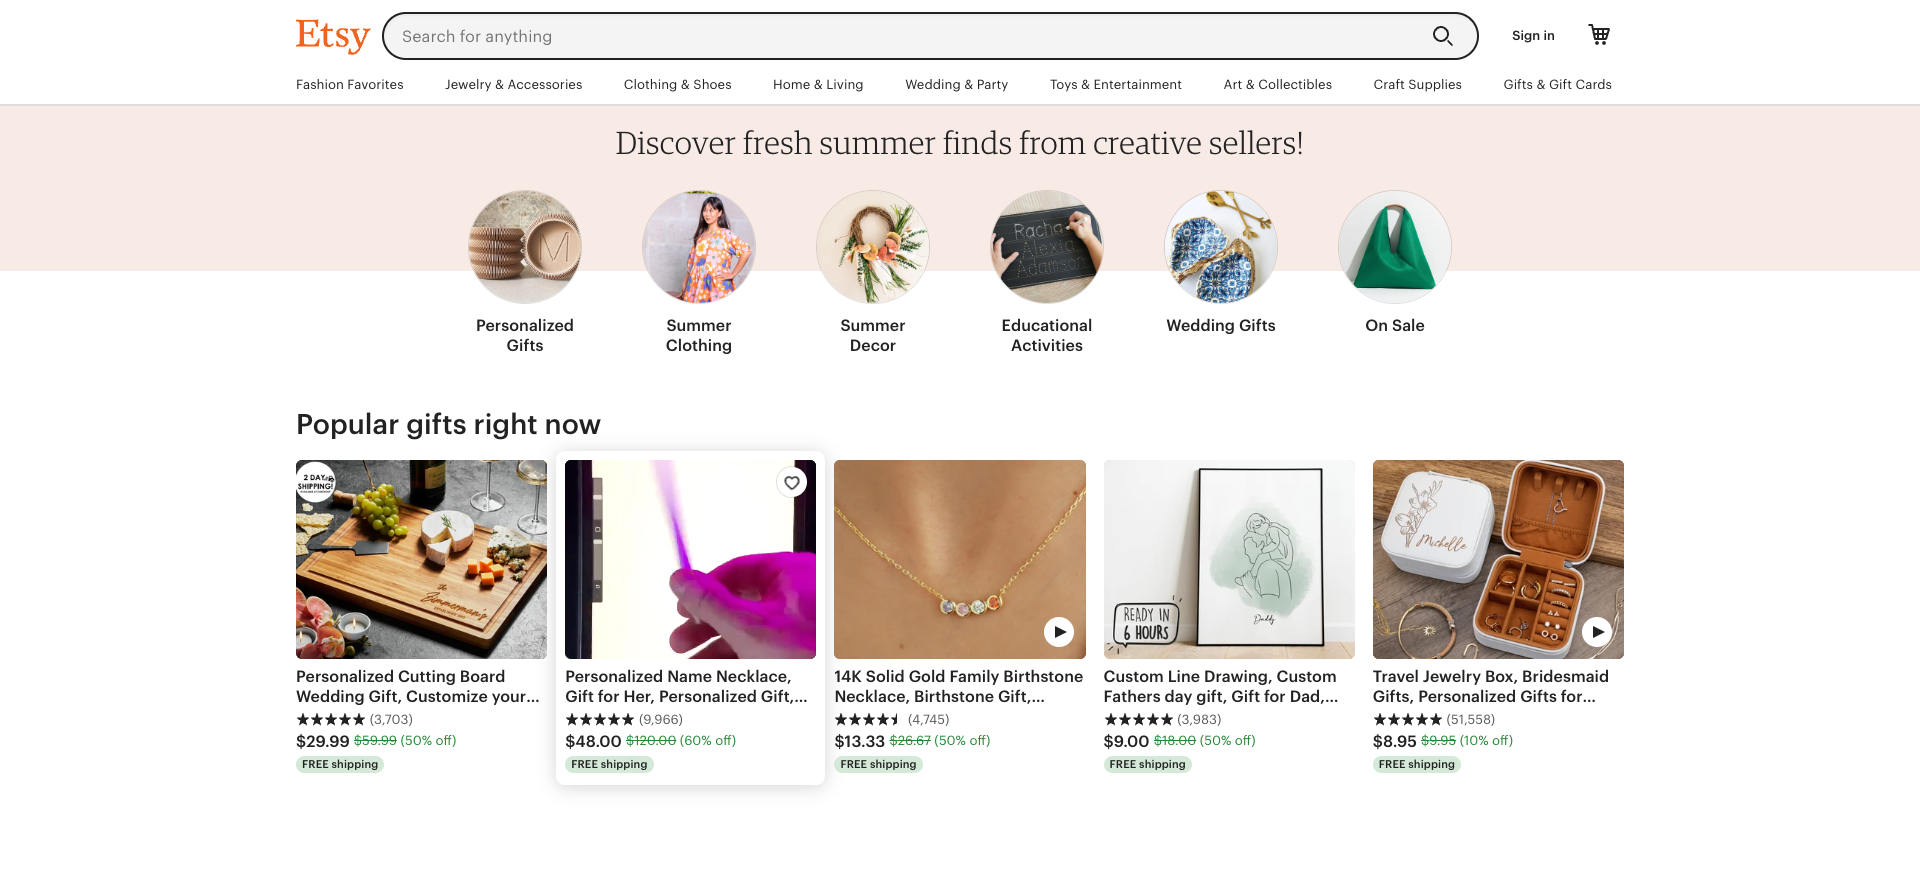 Etsy
Search for anything
Sign in
Fashion Favorites
Jewelry & Accessories
Clothing & Shoes
Home & Living
Wedding & Party
Toys & Entertainment
Art & Collectibles
Craft Supplies
Gifts & Gift Cards
Discover fresh summer finds from creative sellers!
M
Racha
Alexia
Adamson
Personalized
Gifts
Summer
Clothing
Summer
Decor
Educational
Activities
Wedding Gifts
On Sale
Popular gifts right now
2 DAY
SHIPPING!
the
Zimmerman's
Personalized Cutting Board
Wedding Gift, Customize your...
(3,703)
$29.99 $59.99 (50% off)
FREE shipping
Personalized Name Necklace,
Gift for Her, Personalized Gift,...
(9,966)
$48.00 $120.00 (60% off)
FREE shipping
14K Solid Gold Family Birthstone
Necklace, Birthstone Gift,...
(4,745)
$13.33 $26.67 (50% off)
FREE shipping
READY IN
6 HOURS
Daddy
Custom Line Drawing, Custom
Fathers day gift, Gift for Dad,...
(3,983)
$9.00 $18.00 (50% off)
FREE shipping
Michelle
Travel Jewelry Box, Bridesmaid
Gifts, Personalized Gifts for...
(51,558)
$8.95 $9.95 (10% off)
FREE shipping